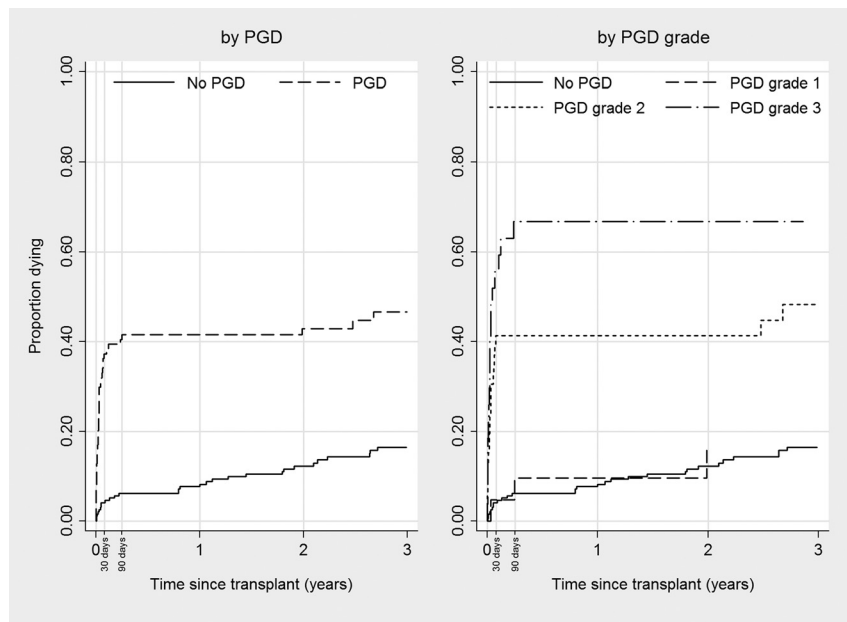 by PGD
No PGD
PGD
1.00
0.80
0.60
0.40
0.20
0.00
Proportion dying
0
30 days
90 days
1
2
3
Time since transplant (years)
by PGD grade
No PGD
PGD grade 1
PGD grade 2
PGD grade 3
1.00
0.80
0.60
0.40
0.20
0.00
0
30 days
90 days
1
2
3
Time since transplant (years)